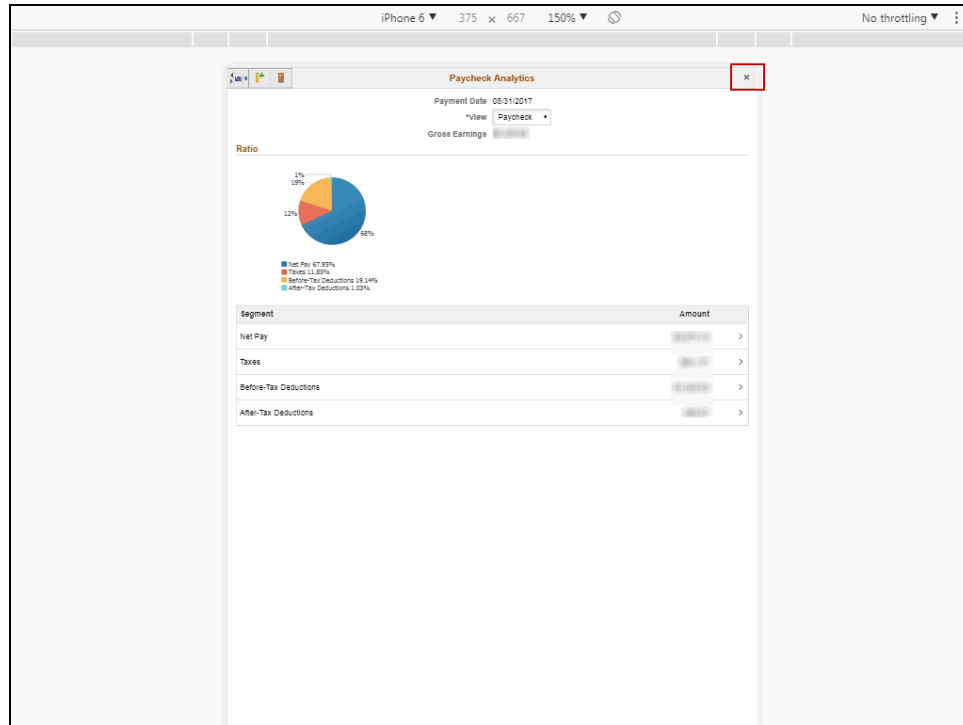 iPhone 6 ▼ 375 × 667 150% ▼ No throttling ▼
Paycheck Analytics ×
Payment Date 08/31/2017
*View Paycheck
Gross Earnings
Ratio
1%
19%
12%
68%
Net Pay 67.95%
Taxes 11.83%
Before-Tax Deductions 19.14%
After-Tax Deductions 1.03%
Segment Amount
Net Pay
Taxes
Before-Tax Deductions
After-Tax Deductions